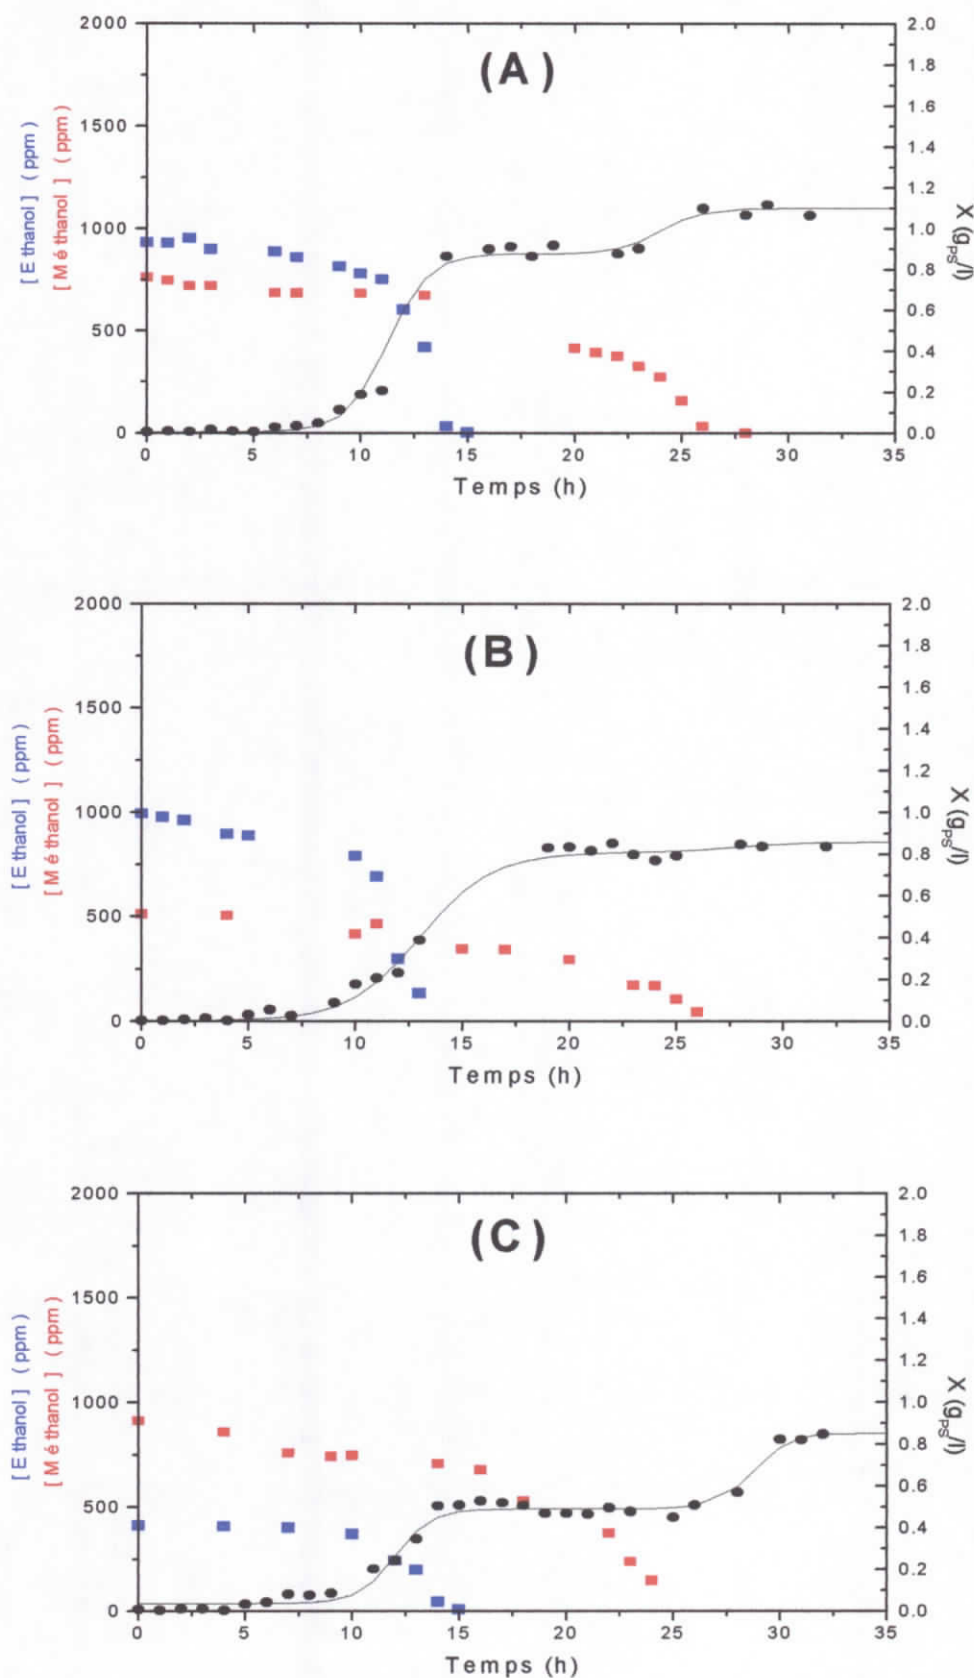 (A)
2000
1500
1000
500
0
2.0
1.8
1.6
1.4
1.2
1.0
0.8
0.6
0.4
0.2
0.0
[Ethanol] (ppm)
[Méthanol] (ppm)
X (gPS/l)
0 5 10 15 20 25 30 35
Temps (h)
(B)
2000
1500
1000
500
0
2.0
1.8
1.6
1.4
1.2
1.0
0.8
0.6
0.4
0.2
0.0
[Ethanol] (ppm)
[Méthanol] (ppm)
X (gPS/l)
0 5 10 15 20 25 30 35
Temps (h)
(C)
2000
1500
1000
500
0
2.0
1.8
1.6
1.4
1.2
1.0
0.8
0.6
0.4
0.2
0.0
[Ethanol] (ppm)
[Méthanol] (ppm)
X (gPS/l)
0 5 10 15 20 25 30 35
Temps (h)